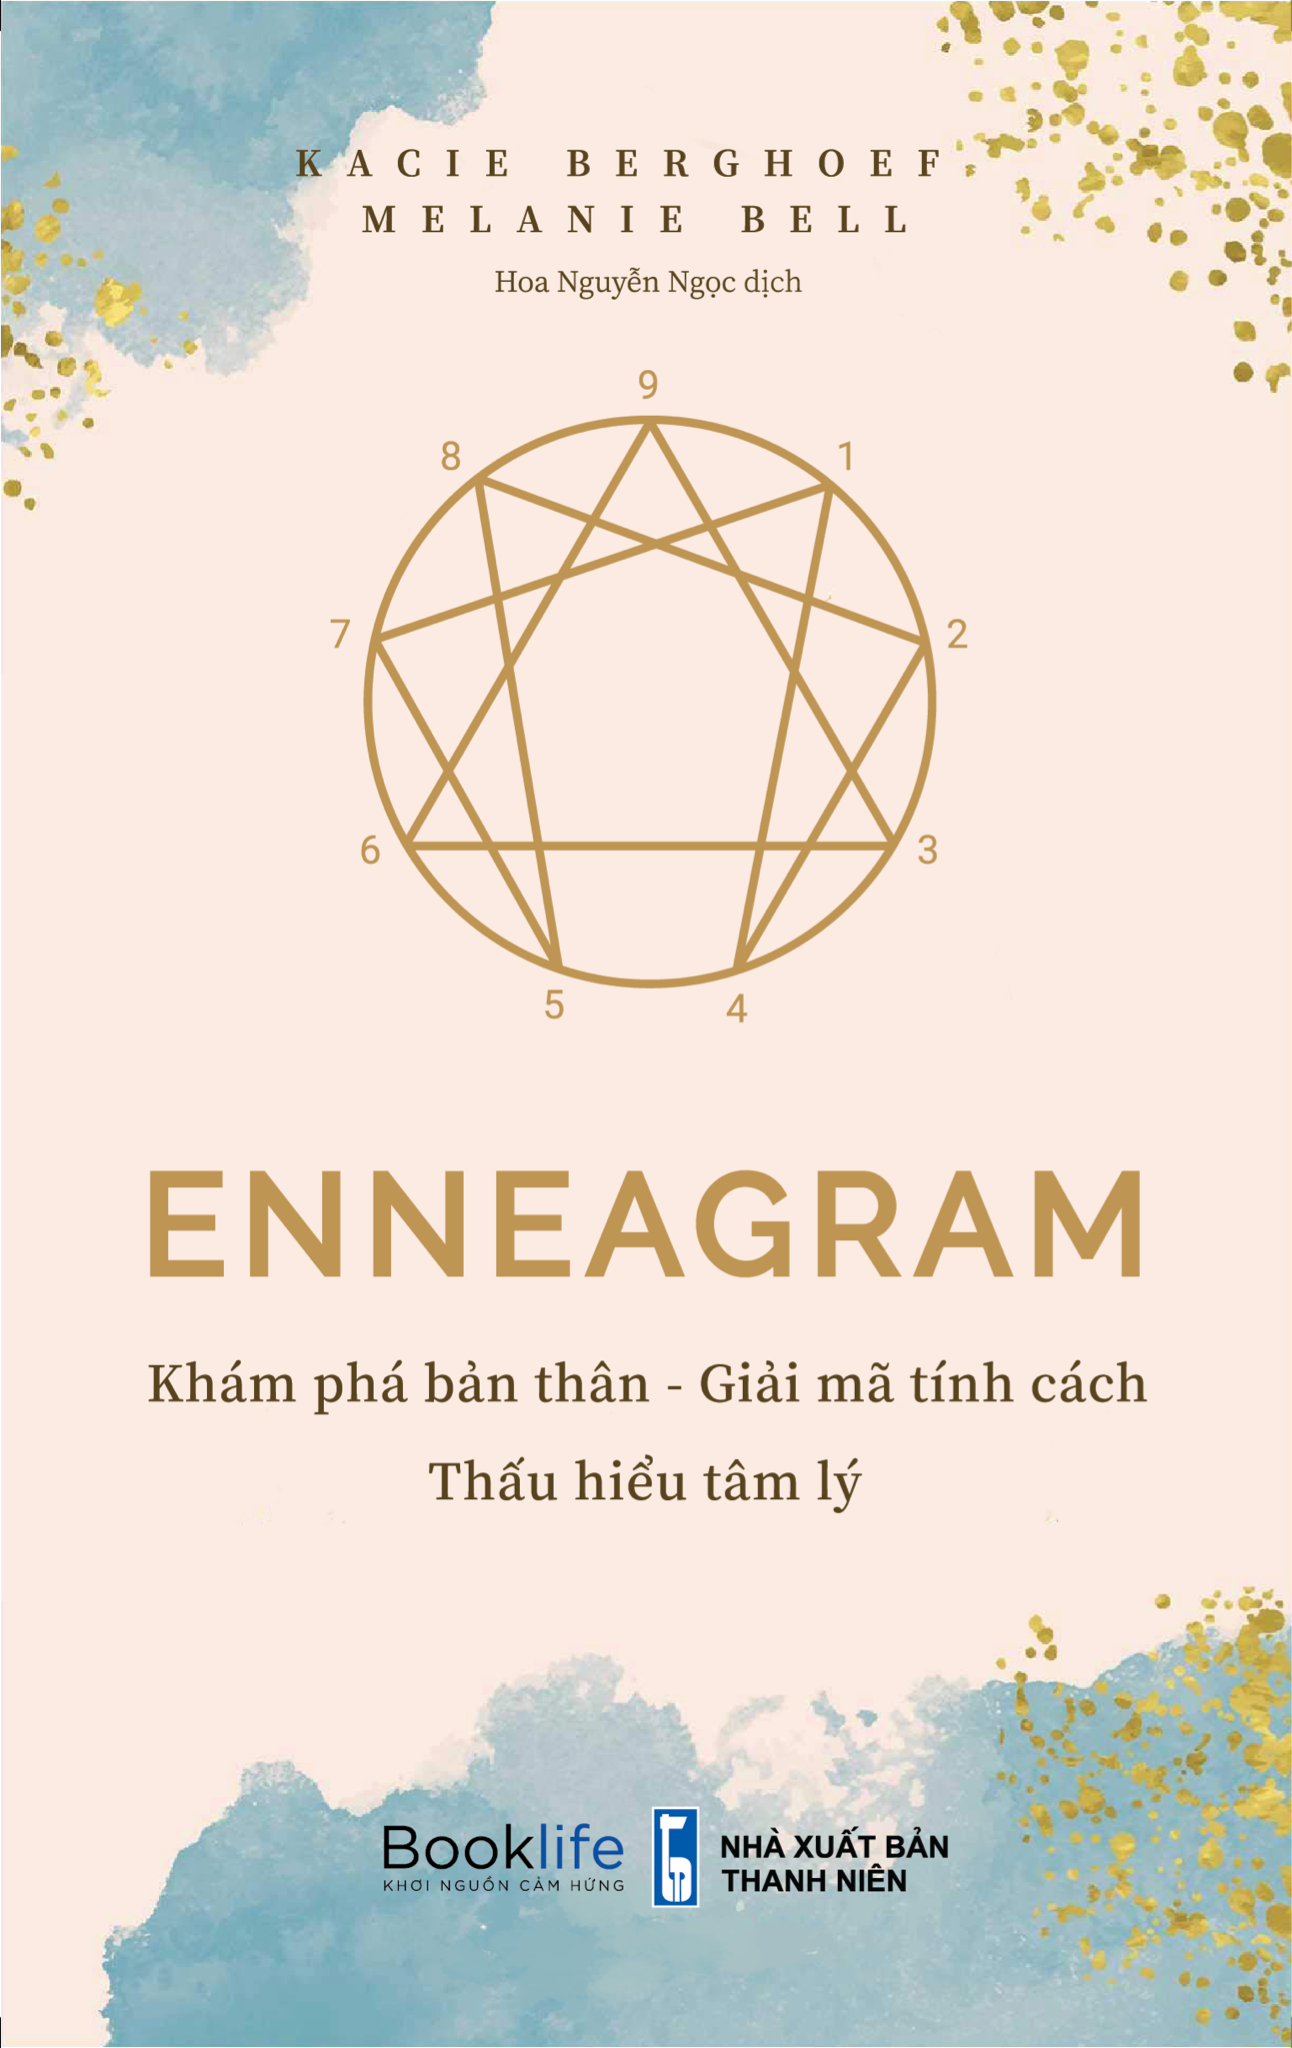 KACIE BERGHOEF
MELANIE BELL
Hoa Nguyễn Ngọc dịch
9
8
1
7
2
6
3
5
4
ENNEAGRAM
Khám phá bản thân - Giải mã tính cách
Thấu hiểu tâm lý
Booklife
KHƠI NGUỒN CẢM HỨNG
NHÀ XUẤT BẢN
THANH NIÊN